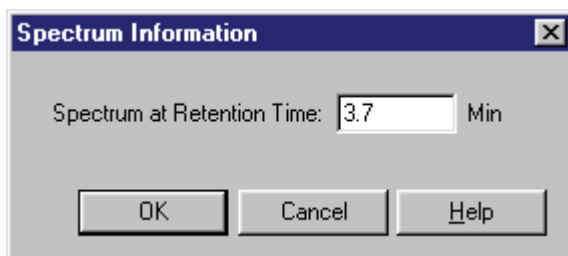 Spectrum Information
Spectrum at Retention Time: 3.7 Min
OK Cancel Help